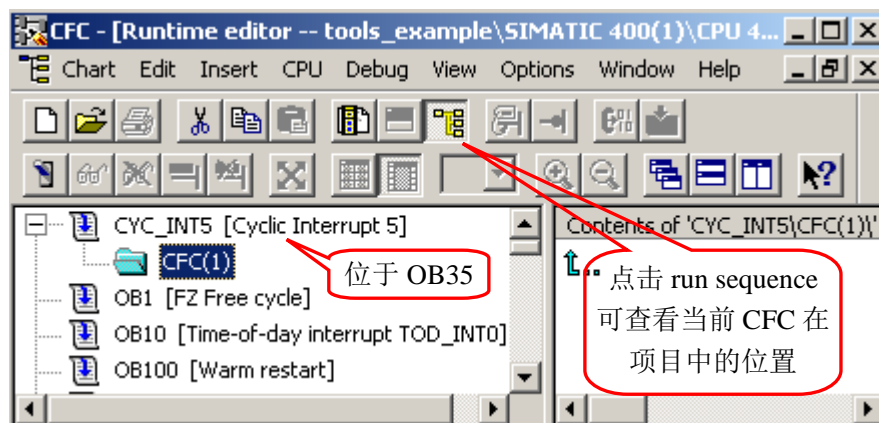 CFC - [Runtime editor -- tools_example\SIMATIC 400(1)\CPU 4...
Chart Edit Insert CPU Debug View Options Window Help
CYC_INT5 [Cyclic Interrupt 5]
CFC(1)
OB1 [FZ Free cycle]
OB10 [Time-of-day interrupt TOD_INT0]
OB100 [Warm restart]
位于 OB35
Contents of 'CYC_INT5\CFC(1)\'
点击 run sequence
可查看当前 CFC 在
项目中的位置